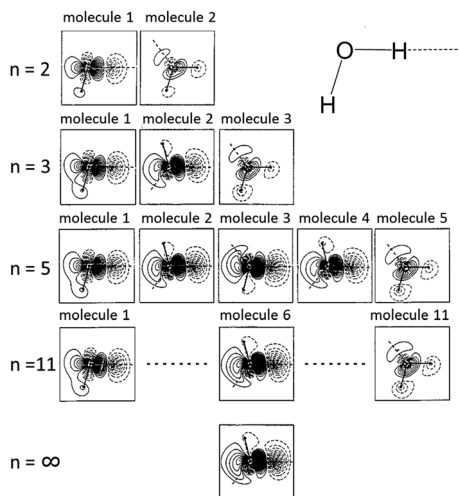 molecule 1 molecule 2
n = 2
O H
H
molecule 1 molecule 2 molecule 3
n = 3
molecule 1 molecule 2 molecule 3 molecule 4 molecule 5
n = 5
molecule 1 molecule 6 molecule 11
n = 11
n = ∞